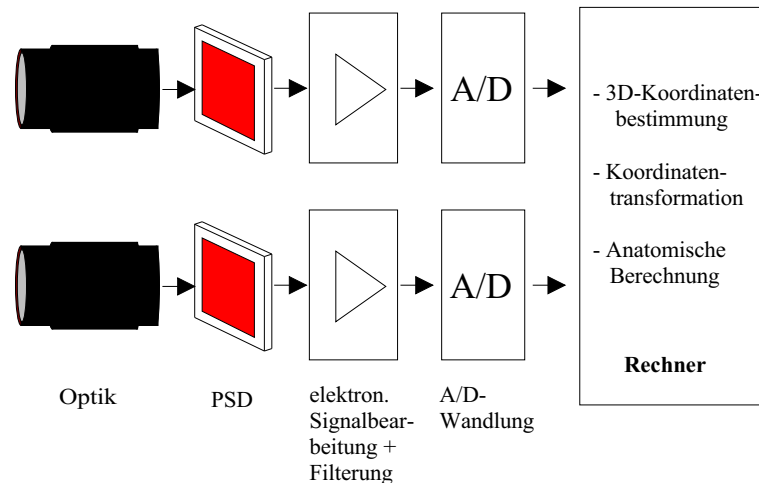 A/D
- 3D-Koordinaten-
bestimmung
- Koordinaten-
transformation
A/D
- Anatomische
Berechnung
Rechner
Optik
PSD
elektron.
Signalbear-
beitung +
Filterung
A/D-
Wandlung